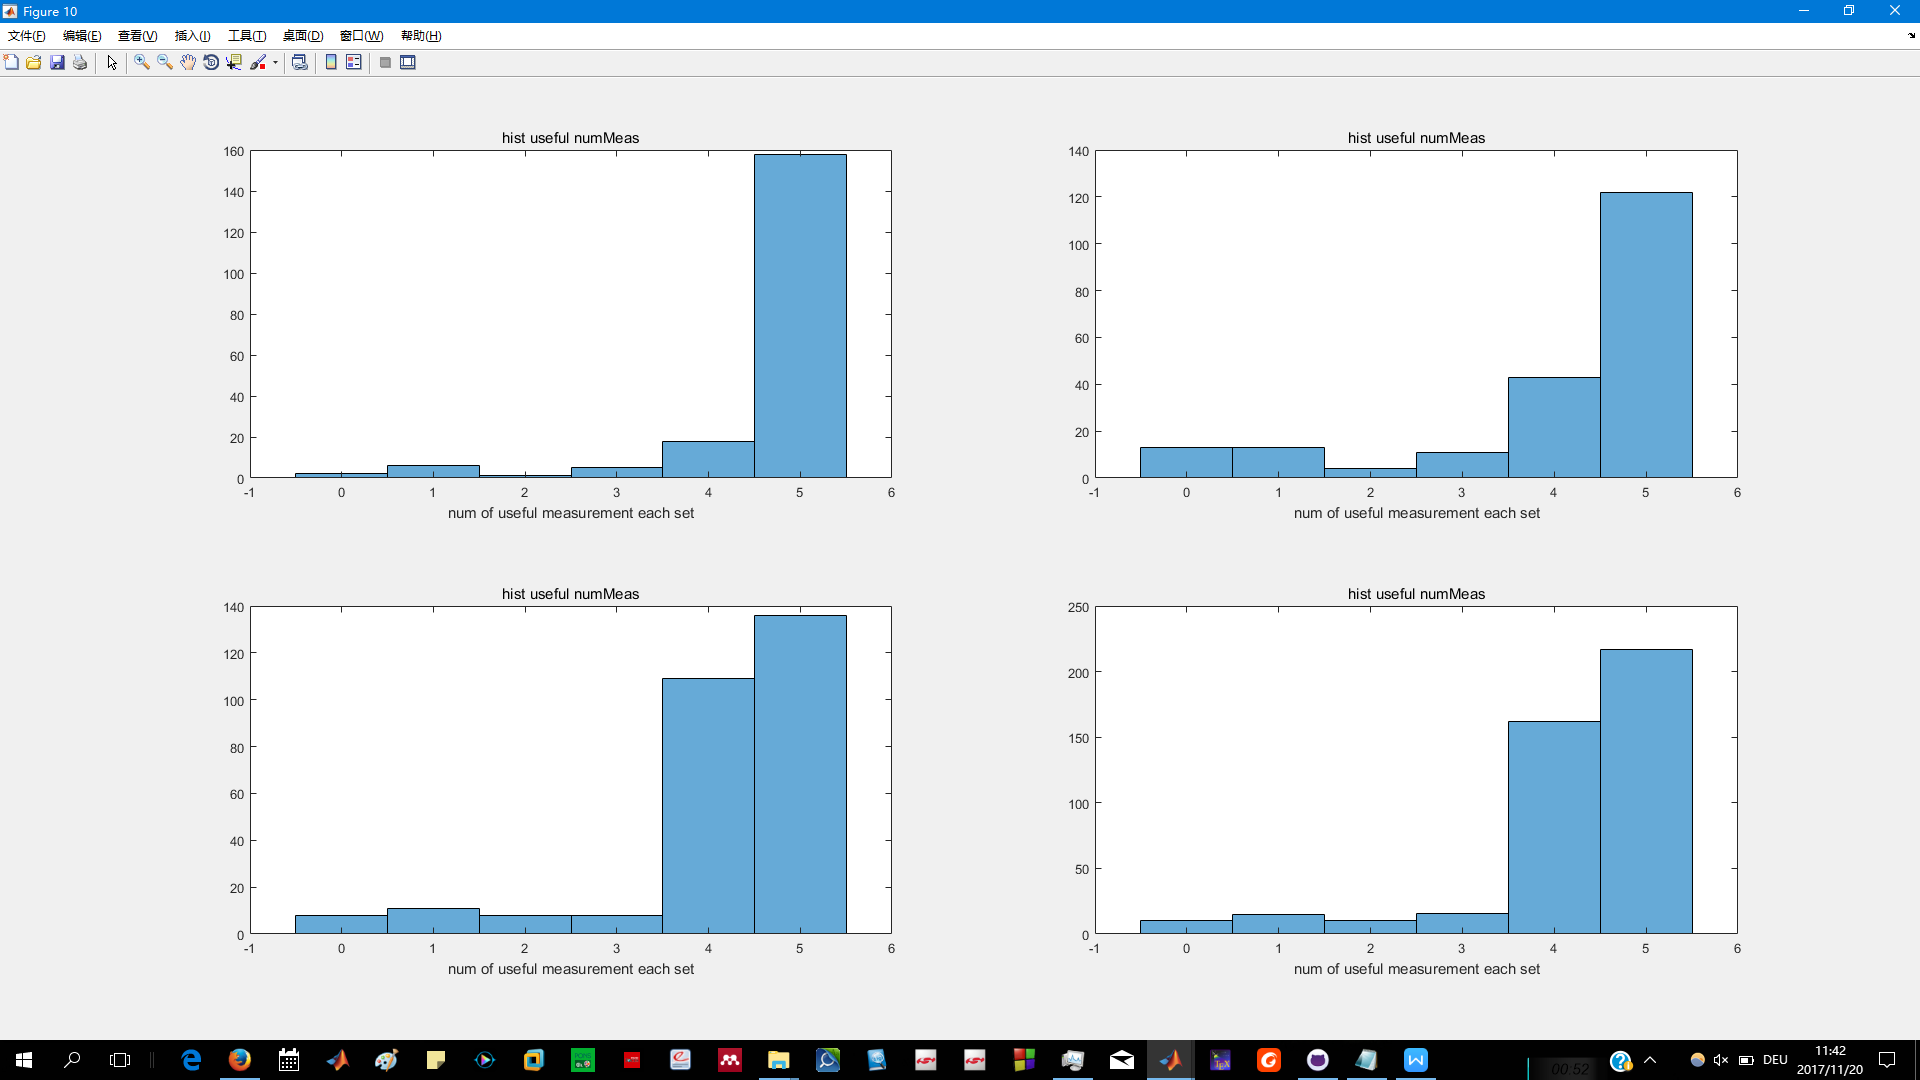 Figure 10
文件(F) 编辑(E) 查看(V) 插入(I) 工具(T) 桌面(D) 窗口(W) 帮助(H)
hist useful numMeas
160
140
120
100
80
60
40
20
0
-1 0 1 2 3 4 5 6
num of useful measurement each set
hist useful numMeas
140
120
100
80
60
40
20
0
-1 0 1 2 3 4 5 6
num of useful measurement each set
hist useful numMeas
140
120
100
80
60
40
20
0
-1 0 1 2 3 4 5 6
num of useful measurement each set
hist useful numMeas
250
200
150
100
50
0
-1 0 1 2 3 4 5 6
num of useful measurement each set
00:52
DEU
11:42
2017/11/20